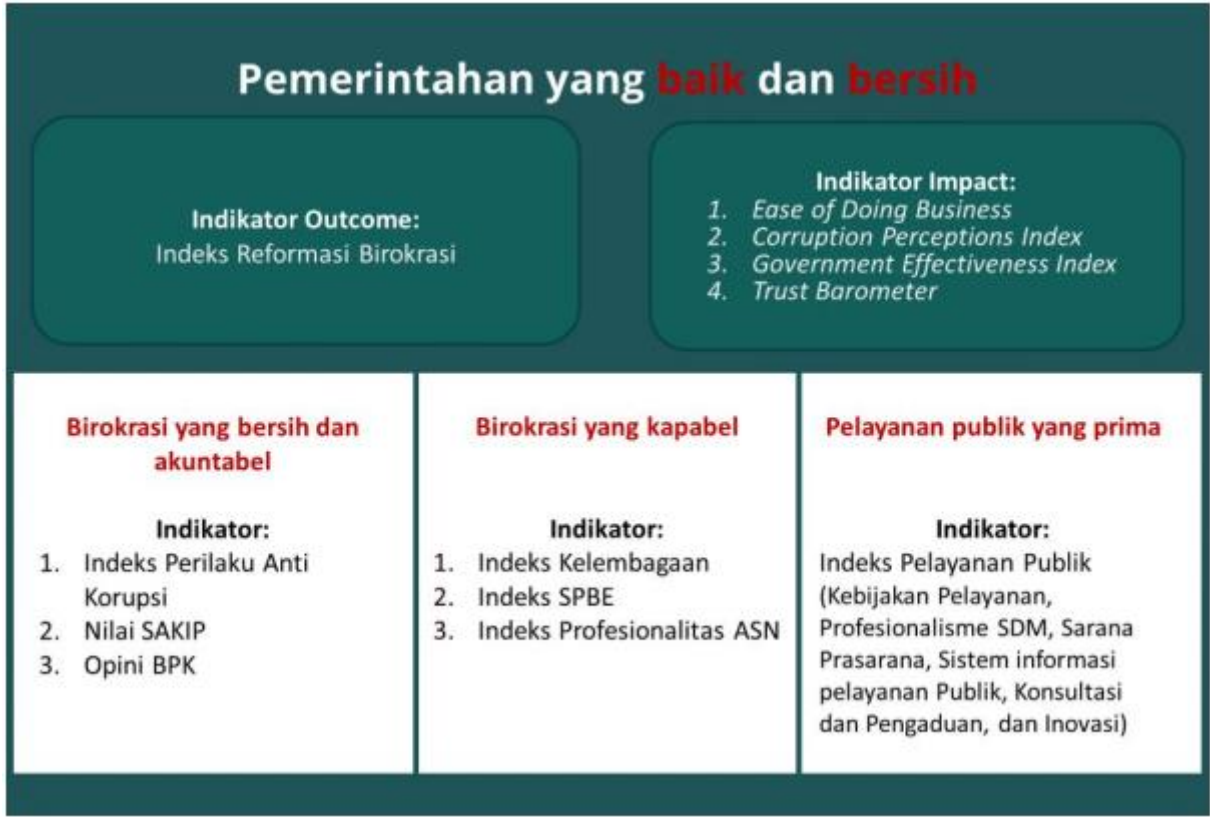 Pemerintahan yang baik dan bersih
Indikator Outcome:
Indeks Reformasi Birokrasi
Indikator Impact:
1. Ease of Doing Business
2. Corruption Perceptions Index
3. Government Effectiveness Index
4. Trust Barometer
Birokrasi yang bersih dan
akuntabel
Indikator:
1. Indeks Perilaku Anti
Korupsi
2. Nilai SAKIP
3. Opini BPK
Birokrasi yang kapabel
Indikator:
1. Indeks Kelembagaan
2. Indeks SPBE
3. Indeks Profesionalitas ASN
Pelayanan publik yang prima
Indikator:
Indeks Pelayanan Publik
(Kebijakan Pelayanan,
Profesionalisme SDM, Sarana
Prasarana, Sistem informasi
pelayanan Publik, Konsultasi
dan Pengaduan, dan Inovasi)